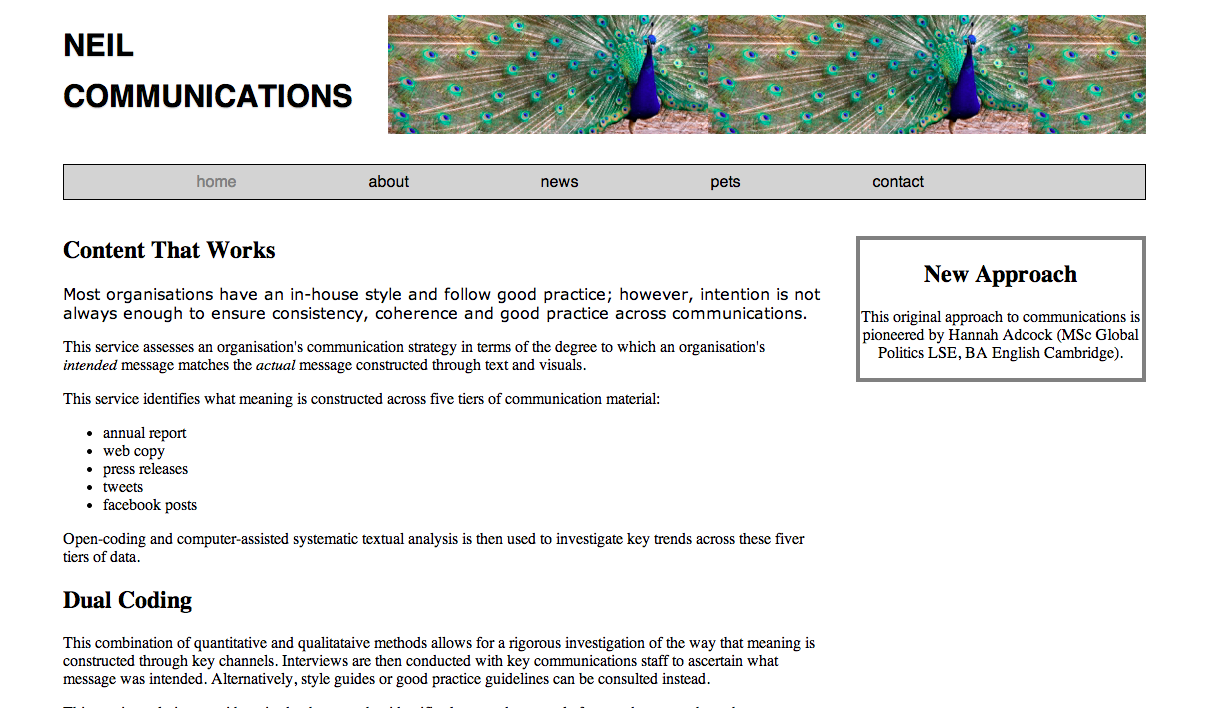 NEIL
COMMUNICATIONS
home about news pets contact
Content That Works
Most organisations have an in-house style and follow good practice; however, intention is not
always enough to ensure consistency, coherence and good practice across communications.
This service assesses an organisation's communication strategy in terms of the degree to which an organisation's
intended message matches the actual message constructed through text and visuals.
This service identifies what meaning is constructed across five tiers of communication material:
• annual report
• web copy
• press releases
• tweets
• facebook posts
Open-coding and computer-assisted systematic textual analysis is then used to investigate key trends across these fiver
tiers of data.
Dual Coding
This combination of quantitative and qualitataive methods allows for a rigorous investigation of the way that meaning is
constructed through key channels. Interviews are then conducted with key communications staff to ascertain what
message was intended. Alternatively, style guides or good practice guidelines can be consulted instead.
New Approach
This original approach to communications is
pioneered by Hannah Adcock (MSc Global
Politics LSE, BA English Cambridge).